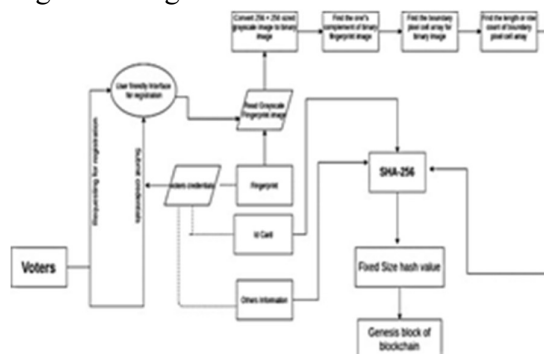 Convert 256 * 256 sized
grayscale image to binary
image
Find the one's
complement of binary
fingerprint image
Find the boundary
pixel cell array for
binary image
Find the length or row
count of boundary
pixel cell array
User friendly Interface
for registration
Read Grayscale
Fingerprint image
Requesting for registration
Submit credentials
Voters credentials
Fingerprint
SHA-256
Id Card
Voters
Others Information
Fixed Size hash value
Genesis block of
blockchain